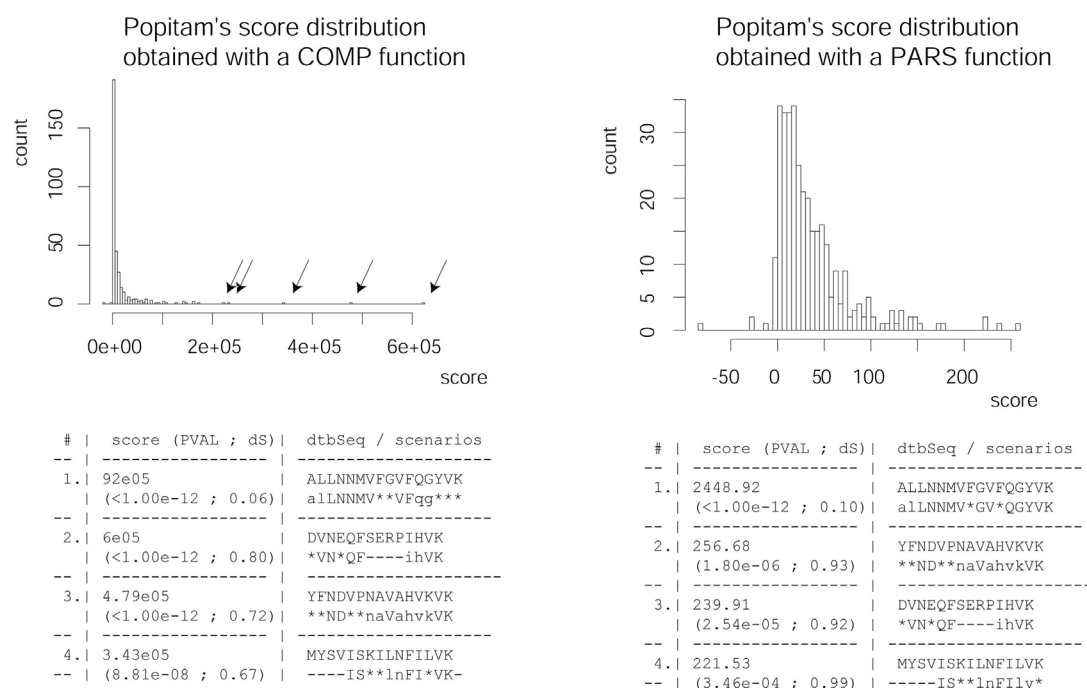 Popitam's score distribution
obtained with a COMP function
count
0
50
100
150
0e+00
2e+05
4e+05
6e+05
score
# | score (PVAL ; dS)| dtbSeq / scenarios
-- | ------------------ | --------------------
1.| 92e05 | ALLNNMVFGVFQGYVK
| (<1.00e-12 ; 0.06)| alLNNMV**VFqg***
-- | ------------------ | --------------------
2.| 6e05 | DVNEQFSERPIHVK
| (<1.00e-12 ; 0.80)| *VN*QF----ihVK
-- | ------------------ | --------------------
3.| 4.79e05 | YFNDVPNAVAHVKVK
| (<1.00e-12 ; 0.72)| **ND**naVahvkVK
-- | ------------------ | --------------------
4.| 3.43e05 | MYSVISKILNFILVK
-- | (8.81e-08 ; 0.67) | ----IS**lnFI*VK-
Popitam's score distribution
obtained with a PARS function
count
0
5
10
20
30
-50
0
50
100
200
score
# | score (PVAL ; dS)| dtbSeq / scenarios
-- | ------------------ | --------------------
1.| 2448.92 | ALLNNMVFGVFQGYVK
| (<1.00e-12 ; 0.10)| alLNNMV*GV*QGYVK
-- | ------------------ | --------------------
2.| 256.68 | YFNDVPNAVAHVKVK
| (1.80e-06 ; 0.93) | **ND**naVahvKVK
-- | ------------------ | --------------------
3.| 239.91 | DVNEQFSERPIHVK
| (2.54e-05 ; 0.92) | *VN*QF----ihVK
-- | ------------------ | --------------------
4.| 221.53 | MYSVISKILNFILVK
-- | (3.46e-04 ; 0.99) | -----IS**lnFIlv*